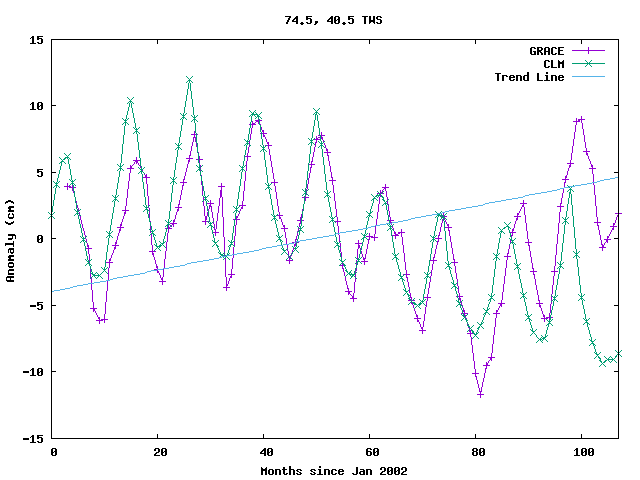 74.5, 40.5 TWS
GRACE
CLM
Trend Line
15
10
5
0
-5
-10
-15
Anomaly (cm)
0 20 40 60 80 100
Months since Jan 2002